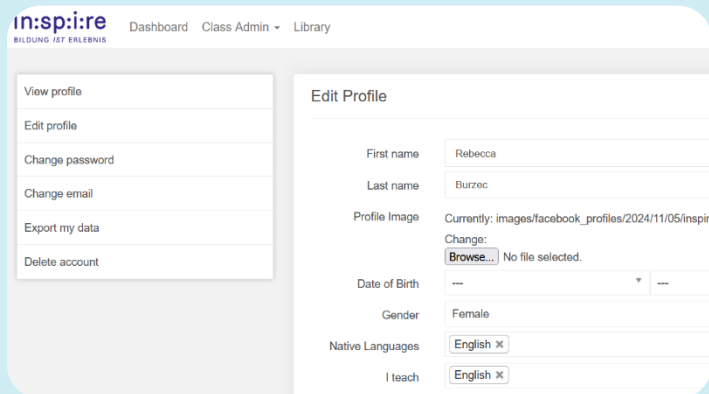 in:sp:i:re
BILDUNG IST ERLEBNIS
Dashboard Class Admin Library
View profile
Edit profile
Change password
Change email
Export my data
Delete account
Edit Profile
First name Rebecca
Last name Burzec
Profile Image Currently: images/facebook_profiles/2024/11/05/inspir
Change:
Browse... No file selected.
Date of Birth --- ---
Gender Female
Native Languages English ×
I teach English ×